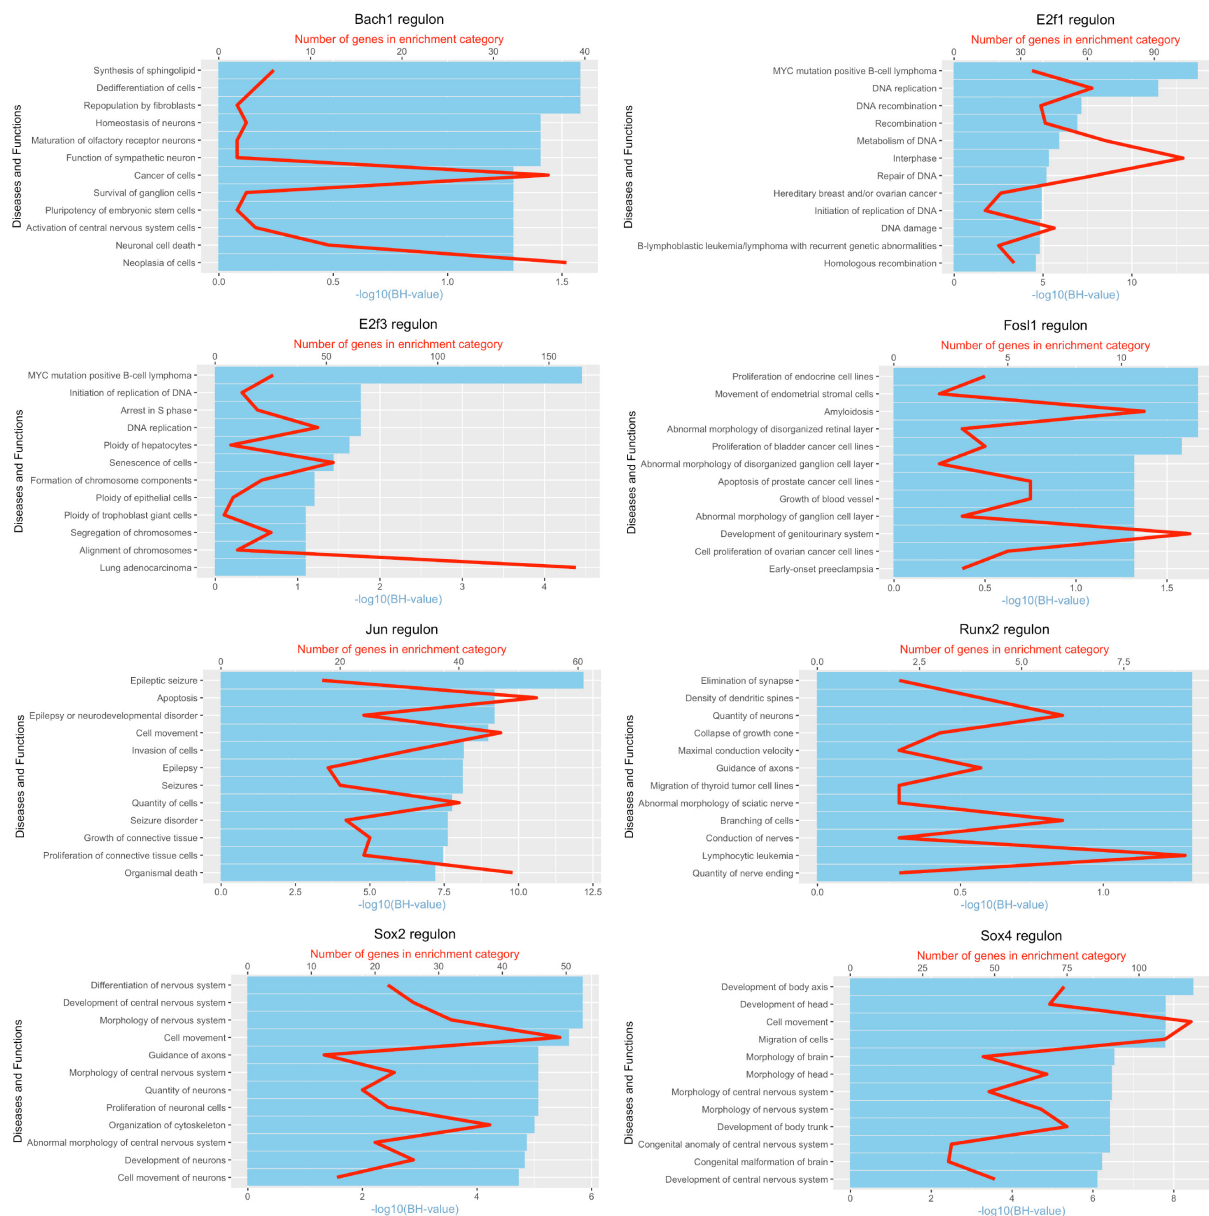 Bach1 regulon
Number of genes in enrichment category
0 10 20 30 40
Diseases and Functions
Synthesis of sphingolipid
Dedifferentiation of cells
Repopulation by fibroblasts
Homeostasis of neurons
Maturation of olfactory receptor neurons
Function of sympathetic neuron
Cancer of cells
Survival of ganglion cells
Pluripotency of embryonic stem cells
Activation of central nervous system cells
Neuronal cell death
Neoplasia of cells
0.0 0.5 1.0 1.5
-log10(BH-value)
E2f1 regulon
Number of genes in enrichment category
0 30 60 90
Diseases and Functions
MYC mutation positive B-cell lymphoma
DNA replication
DNA recombination
Recombination
Metabolism of DNA
Interphase
Repair of DNA
Hereditary breast and/or ovarian cancer
Initiation of replication of DNA
DNA damage
B-lymphoblastic leukemia/lymphoma with recurrent genetic abnormalities
Homologous recombination
0 5 10
-log10(BH-value)
E2f3 regulon
Number of genes in enrichment category
0 50 100 150
Diseases and Functions
MYC mutation positive B-cell lymphoma
Initiation of replication of DNA
Arrest in S phase
DNA replication
Ploidy of hepatocytes
Senescence of cells
Formation of chromosome components
Ploidy of epithelial cells
Ploidy of trophoblast giant cells
Segregation of chromosomes
Alignment of chromosomes
Lung adenocarcinoma
0 1 2 3 4
-log10(BH-value)
Fosl1 regulon
Number of genes in enrichment category
0 5 10
Diseases and Functions
Proliferation of endocrine cell lines
Movement of endometrial stromal cells
Amyloidosis
Abnormal morphology of disorganized retinal layer
Proliferation of bladder cancer cell lines
Abnormal morphology of disorganized ganglion cell layer
Apoptosis of prostate cancer cell lines
Growth of blood vessel
Abnormal morphology of ganglion cell layer
Development of genitourinary system
Cell proliferation of ovarian cancer cell lines
Early-onset preeclampsia
0.0 0.5 1.0 1.5
-log10(BH-value)
Jun regulon
Number of genes in enrichment category
0 20 40 60
Diseases and Functions
Epileptic seizure
Apoptosis
Epilepsy or neurodevelopmental disorder
Cell movement
Invasion of cells
Epilepsy
Seizures
Quantity of cells
Seizure disorder
Growth of connective tissue
Proliferation of connective tissue cells
Organismal death
0.0 2.5 5.0 7.5 10.0 12.5
-log10(BH-value)
Runx2 regulon
Number of genes in enrichment category
0.0 2.5 5.0 7.5
Diseases and Functions
Elimination of synapse
Density of dendritic spines
Quantity of neurons
Collapse of growth cone
Maximal conduction velocity
Guidance of axons
Migration of thyroid tumor cell lines
Abnormal morphology of sciatic nerve
Branching of cells
Conduction of nerves
Lymphocytic leukemia
Quantity of nerve ending
0.0 0.5 1.0
-log10(BH-value)
Sox2 regulon
Number of genes in enrichment category
0 10 20 30 40 50
Diseases and Functions
Differentiation of nervous system
Development of central nervous system
Morphology of nervous system
Cell movement
Guidance of axons
Morphology of central nervous system
Quantity of neurons
Proliferation of neuronal cells
Organization of cytoskeleton
Abnormal morphology of central nervous system
Development of neurons
Cell movement of neurons
0 2 4 6
-log10(BH-value)
Sox4 regulon
Number of genes in enrichment category
0 25 50 75 100
Diseases and Functions
Development of body axis
Development of head
Cell movement
Migration of cells
Morphology of brain
Morphology of head
Morphology of central nervous system
Morphology of nervous system
Development of body trunk
Congenital anomaly of central nervous system
Congenital malformation of brain
Development of central nervous system
0 2 4 6 8
-log10(BH-value)